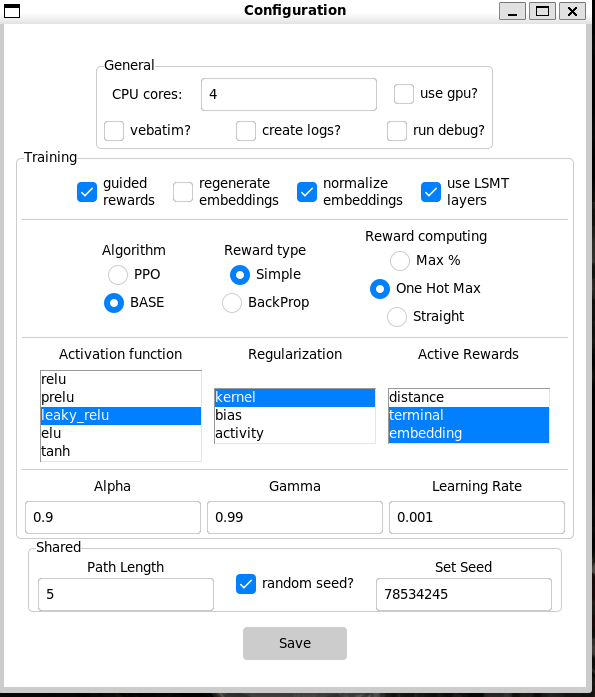 Configuration
General
CPU cores: 4 use gpu?
vebatim? create logs? run debug?
Training
guided rewards regenerate embeddings normalize embeddings use LSMT layers
Algorithm Reward type Reward computing
PPO Simple Max %
BASE BackProp One Hot Max
Straight
Activation function Regularization Active Rewards
relu
prelu kernel distance
leaky_relu bias terminal
elu activity embedding
tanh
Alpha Gamma Learning Rate
0.9 0.99 0.001
Shared
Path Length random seed? Set Seed
5 78534245
Save